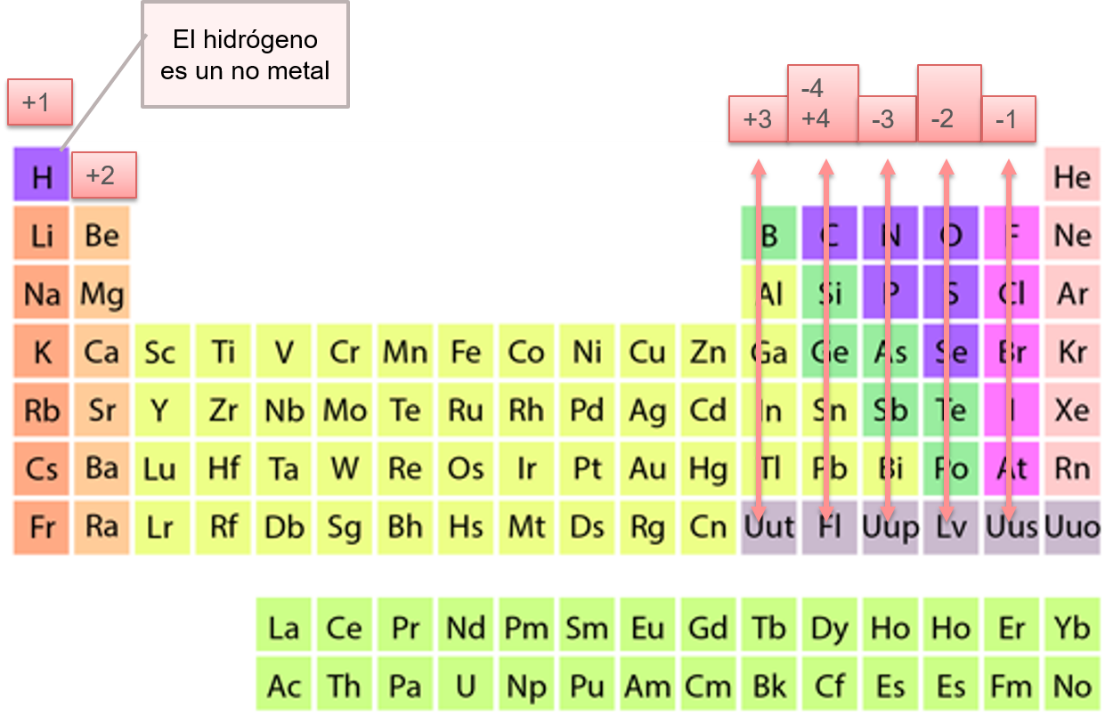 El hidrógeno
es un no metal
+1
-4
+3 +4 -3 -2 -1
H +2 He
Li Be B C N O F Ne
Na Mg Al Si P S Cl Ar
K Ca Sc Ti V Cr Mn Fe Co Ni Cu Zn Ga Ge As Se Br Kr
Rb Sr Y Zr Nb Mo Te Ru Rh Pd Ag Cd In Sn Sb Te I Xe
Cs Ba Lu Hf Ta W Re Os Ir Pt Au Hg Tl Pb Bi Po At Rn
Fr Ra Lr Rf Db Sg Bh Hs Mt Ds Rg Cn Uut Fl Uup Lv Uus Uuo
La Ce Pr Nd Pm Sm Eu Gd Tb Dy Ho Ho Er Yb
Ac Th Pa U Np Pu Am Cm Bk Cf Es Es Fm No